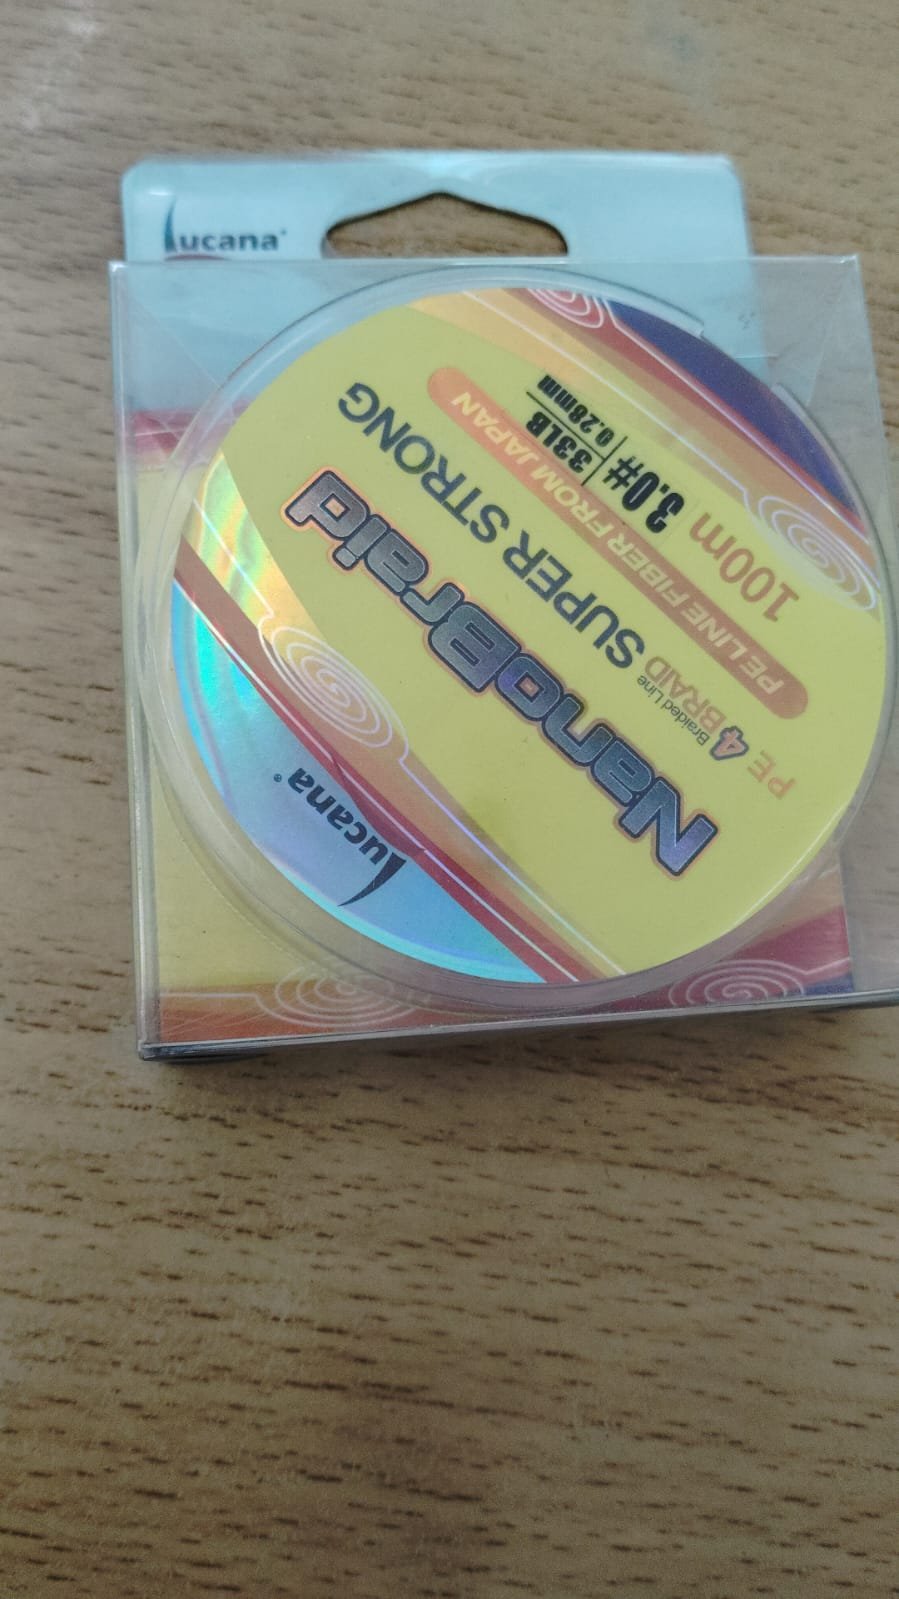 Lucana®
Lucana®
NanoBraid
SUPER STRONG
Braided Line
PE 4 BRAID
PE LINE FIBER FROM JAPAN
100m
3.0#
33LB
0.28mm